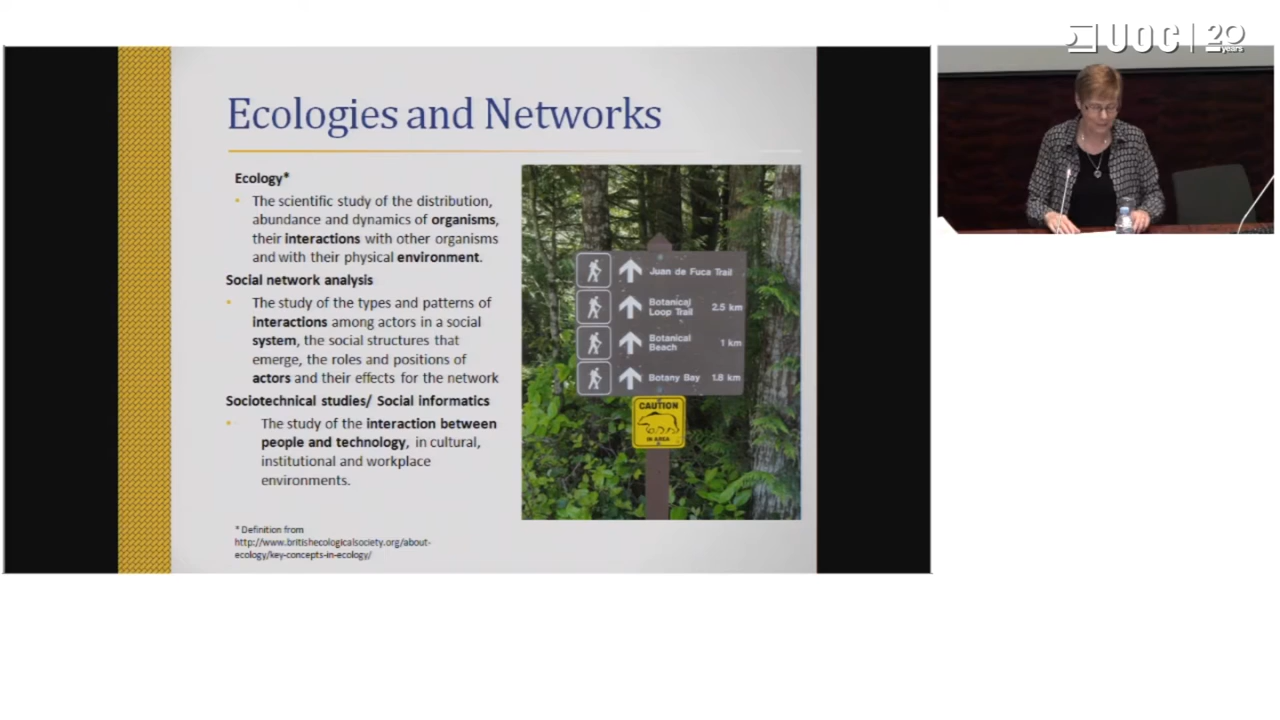 UOC 20 years
Ecologies and Networks
Ecology*
• The scientific study of the distribution,
abundance and dynamics of organisms,
their interactions with other organisms
and with their physical environment.
Social network analysis
• The study of the types and patterns of
interactions among actors in a social
system, the social structures that
emerge, the roles and positions of
actors and their effects for the network
Sociotechnical studies/ Social informatics
• The study of the interaction between
people and technology, in cultural,
institutional and workplace
environments.
* Definition from
http://www.britishecologicalsociety.org/about-
ecology/key-concepts-in-ecology/
Juan de Fuca Trail
Botanical
Loop Trail 2.5 km
Botanical
Beach 1 km
Botany Bay 1.8 km
CAUTION
IN AREA